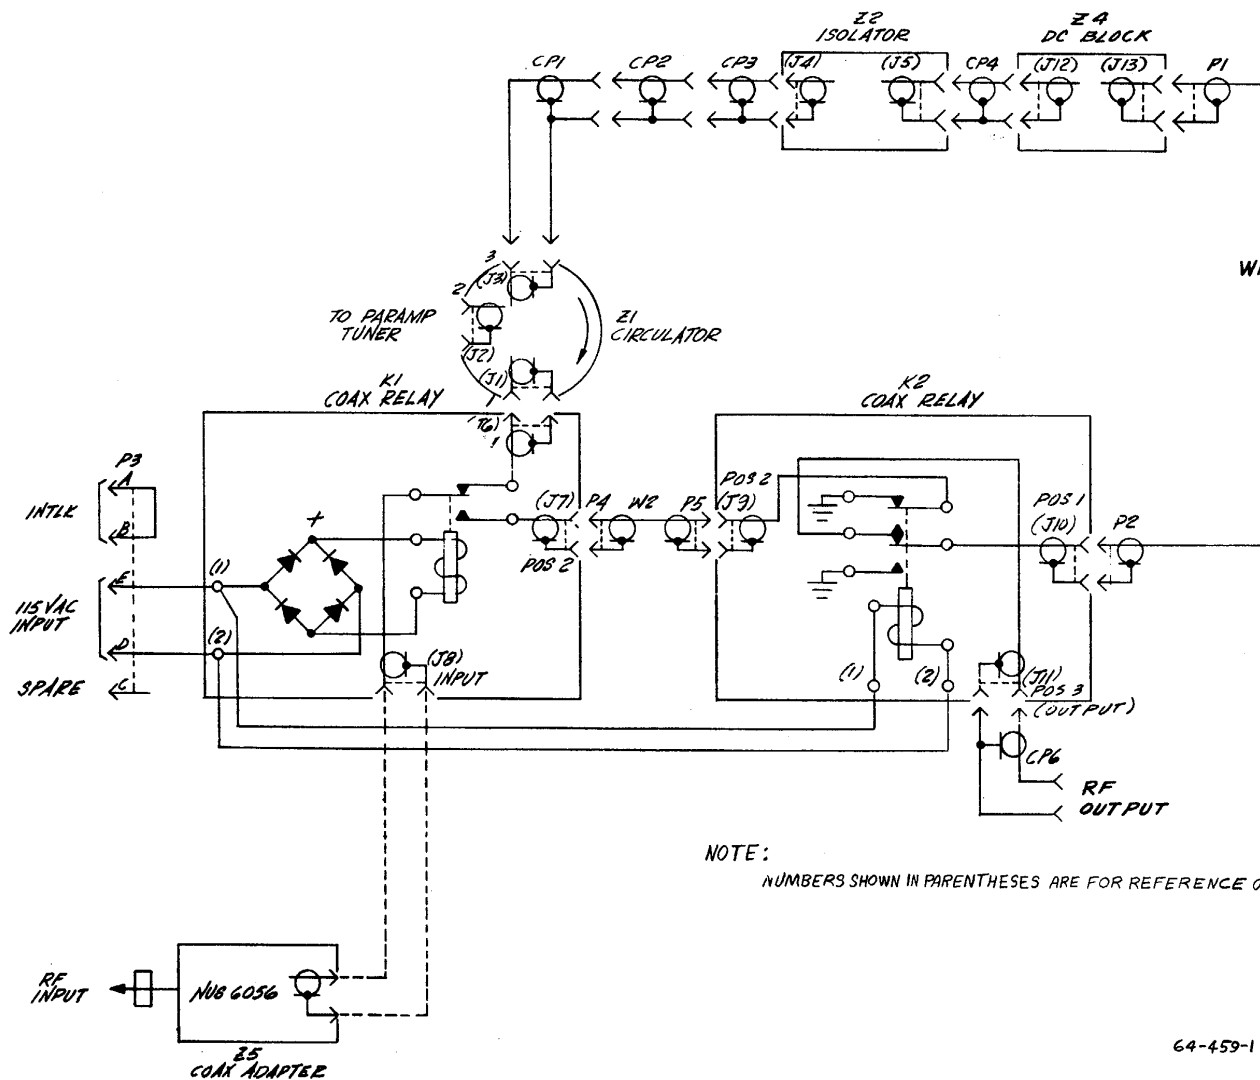 Z2
ISOLATOR
Z4
DC BLOCK
CP1
CP2
CP3
(J4)
(J5)
CP4
(J12)
(J13)
P1
3
(J3)
2
TO PARAMP
TUNER
(J2)
Z1
CIRCULATOR
(J1)
1
K1
COAX RELAY
(J6)
1
K2
COAX RELAY
P3
A
INTLK
B
E
115 VAC
INPUT
D
SPARE
C
(1)
(2)
+
(J7)
POS 2
P4
W2
P5
POS 2
(J9)
POS 1
(J10)
P2
(J8)
INPUT
(1)
(2)
(J11)
POS 3
(OUTPUT)
CP6
RF
OUTPUT
NOTE:
NUMBERS SHOWN IN PARENTHESES ARE FOR REFERENCE
RF
INPUT
NUB 6056
Z5
COAX ADAPTER
64-459-1